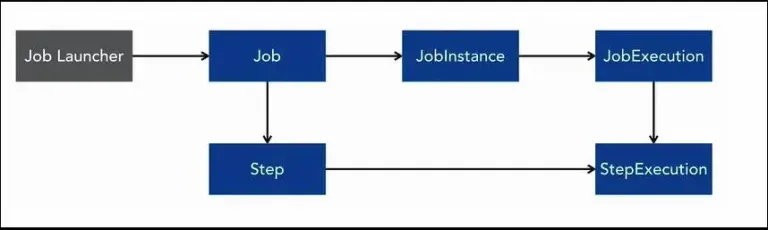 Job Launcher
Job
JobInstance
JobExecution
Step
StepExecution